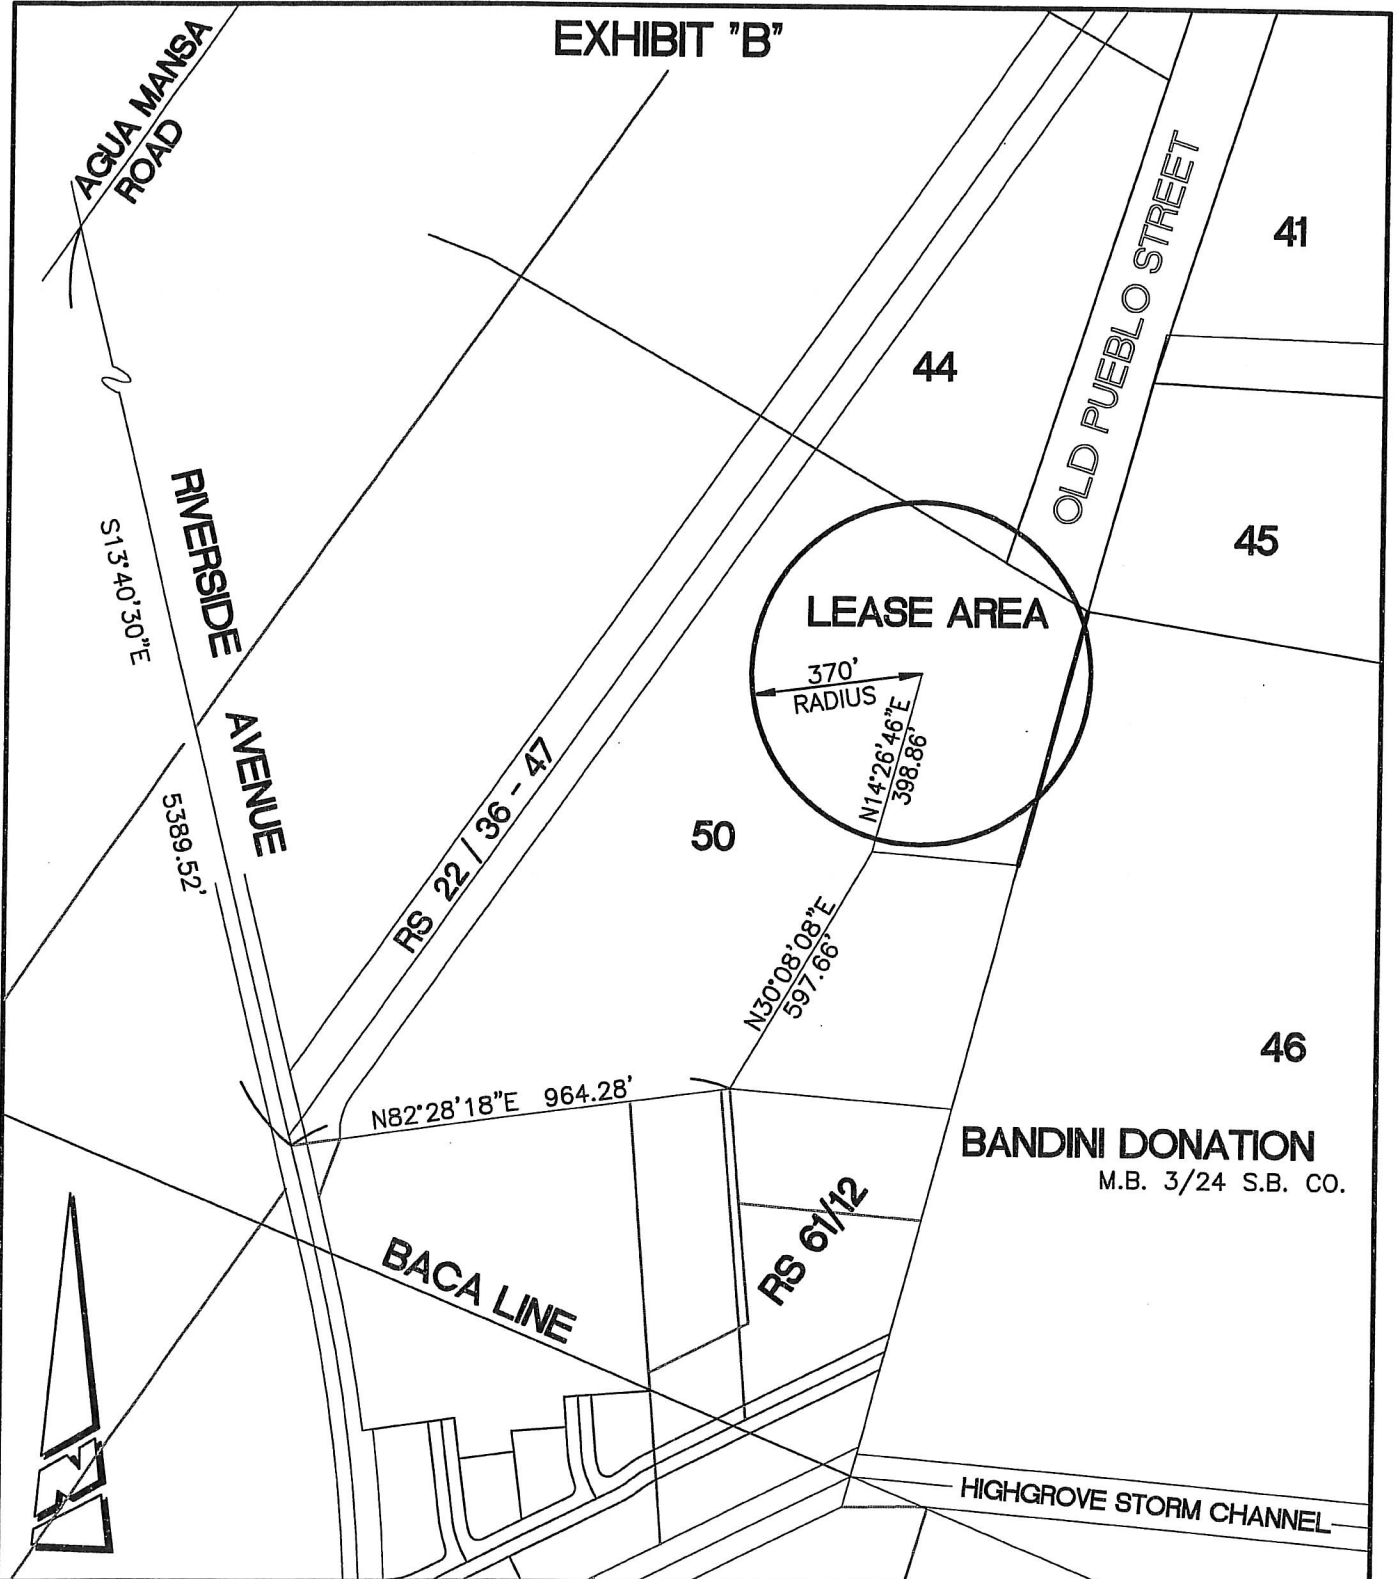 EXHIBIT "B"
AGUA MANSA
ROAD
OLD PUEBLO STREET
41
44
45
RIVERSIDE
AVENUE
S13°40'30"E
5389.52'
LEASE AREA
370'
RADIUS
N14°26'46"E
398.86'
RS 22 / 36 - 47
50
N30°08'08"E
597.66'
46
N82°28'18"E 964.28'
BANDINI DONATION
M.B. 3/24 S.B. CO.
RS 61/12
BACA LINE
HIGHGROVE STORM CHANNEL
N